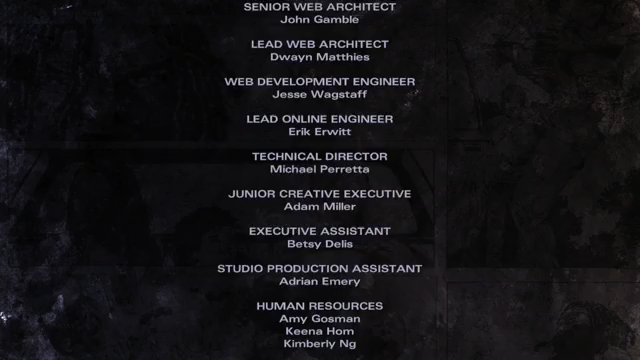 SENIOR WEB ARCHITECT
John Gamble
LEAD WEB ARCHITECT
Dwayn Matthies
WEB DEVELOPMENT ENGINEER
Jesse Wagstaff
LEAD ONLINE ENGINEER
Erik Erwitt
TECHNICAL DIRECTOR
Michael Perretta
JUNIOR CREATIVE EXECUTIVE
Adam Miller
EXECUTIVE ASSISTANT
Betsy Delis
STUDIO PRODUCTION ASSISTANT
Adrian Emery
HUMAN RESOURCES
Amy Gosman
Keena Hom
Kimberly Ng